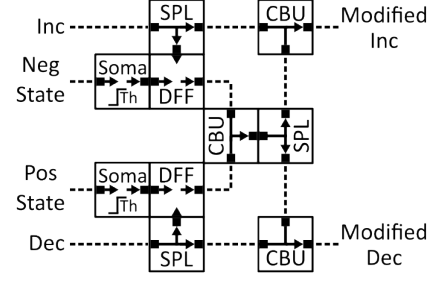 SPL
CBU
Inc
Modified
Inc
Neg
State
Soma
Th
DFF
CBU
SPL
Pos
State
Soma
Th
DFF
Dec
SPL
CBU
Modified
Dec